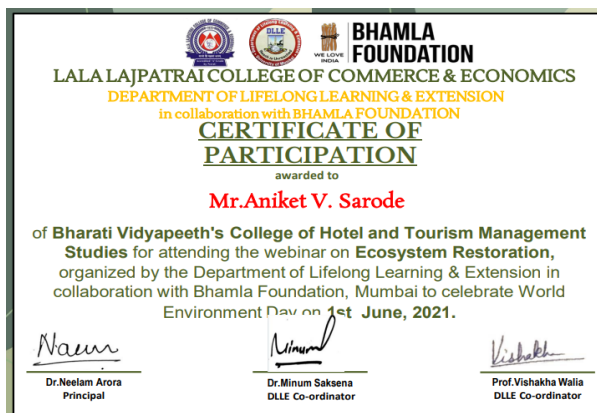 DLLE
WE LOVE
INDIA
BHAMLA
FOUNDATION
LALA LAJPATRAI COLLEGE OF COMMERCE & ECONOMICS
DEPARTMENT OF LIFELONG LEARNING & EXTENSION
in collaboration with BHAMLA FOUNDATION
CERTIFICATE OF
PARTICIPATION
awarded to
Mr.Aniket V. Sarode
of Bharati Vidyapeeth's College of Hotel and Tourism Management
Studies for attending the webinar on Ecosystem Restoration,
organized by the Department of Lifelong Learning & Extension in
collaboration with Bhamla Foundation, Mumbai to celebrate World
Environment Day on 1st June, 2021.
Naum Minum Vishakha
Dr.Neelam Arora Dr.Minum Saksena Prof.Vishakha Walia
Principal DLLE Co-ordinator DLLE Co-ordinator